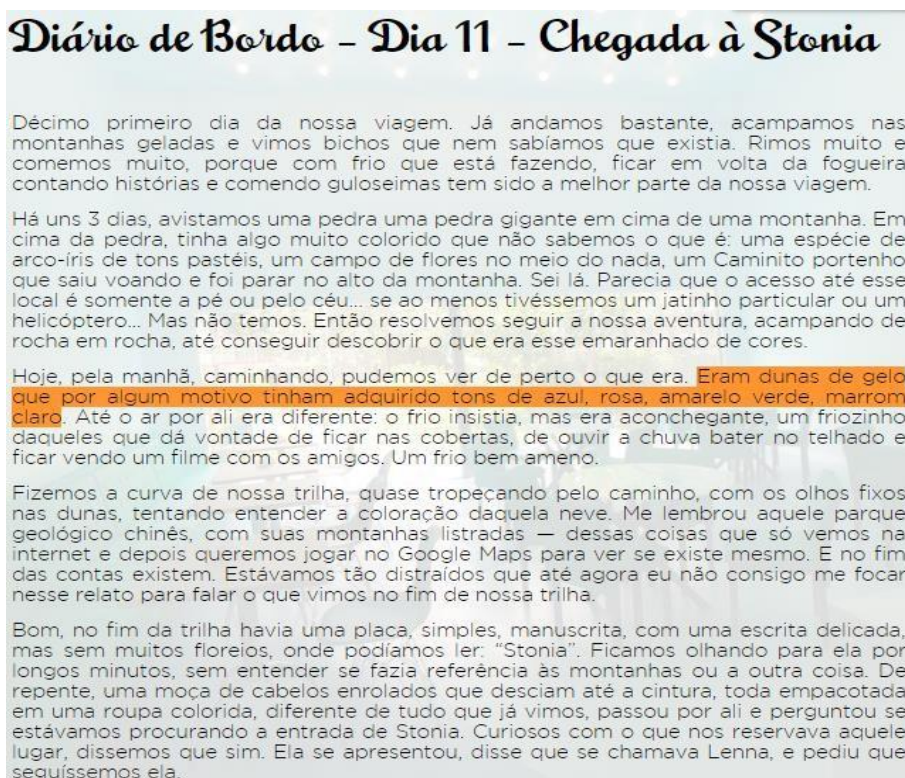 Diário de Bordo – Dia 11 – Chegada à Stonia
Décimo primeiro dia da nossa viagem. Já andamos bastante, acampamos nas
montanhas geladas e vimos bichos que nem sabíamos que existia. Rimos muito e
comemos muito, porque com frio que está fazendo, ficar em volta da fogueira
contando histórias e comendo guloseimas tem sido a melhor parte da nossa viagem.
Há uns 3 dias, avistamos uma pedra uma pedra gigante em cima de uma montanha. Em
cima da pedra, tinha algo muito colorido que não sabemos o que é: uma espécie de
arco-íris de tons pastéis, um campo de flores no meio do nada, um Caminito portenho
que saiu voando e foi parar no alto da montanha. Sei lá. Parecia que o acesso até esse
local é somente a pé ou pelo céu... se ao menos tivéssemos um jatinho particular ou um
helicóptero... Mas não temos. Então resolvemos seguir a nossa aventura, acampando de
rocha em rocha, até conseguir descobrir o que era esse emaranhado de cores.
Hoje, pela manhã, caminhando, pudemos ver de perto o que era. Eram dunas de gelo
que por algum motivo tinham adquirido tons de azul, rosa, amarelo verde, marrom
claro. Até o ar por ali era diferente: o frio insistia, mas era aconchegante, um friozinho
daqueles que dá vontade de ficar nas cobertas, de ouvir a chuva bater no telhado e
ficar vendo um filme com os amigos. Um frio bem ameno.
Fizemos a curva de nossa trilha, quase tropeçando pelo caminho, com os olhos fixos
nas dunas, tentando entender a coloração daquela neve. Me lembrou aquele parque
geológico chinês, com suas montanhas listradas — dessas coisas que só vemos na
internet e depois queremos jogar no Google Maps para ver se existe mesmo. E no fim
das contas existem. Estávamos tão distraídos que até agora eu não consigo me focar
nesse relato para falar o que vimos no fim de nossa trilha.
Bom, no fim da trilha havia uma placa, simples, manuscrita, com uma escrita delicada,
mas sem muitos floreios, onde podíamos ler: “Stonia”. Ficamos olhando para ela por
longos minutos, sem entender se fazia referência às montanhas ou a outra coisa. De
repente, uma moça de cabelos enrolados que desciam até a cintura, toda empacotada
em uma roupa colorida, diferente de tudo que já vimos, passou por ali e perguntou se
estávamos procurando a entrada de Stonia. Curiosos com o que nos reservava aquele
lugar, dissemos que sim. Ela se apresentou, disse que se chamava Lenna, e pediu que
seguíssemos ela.